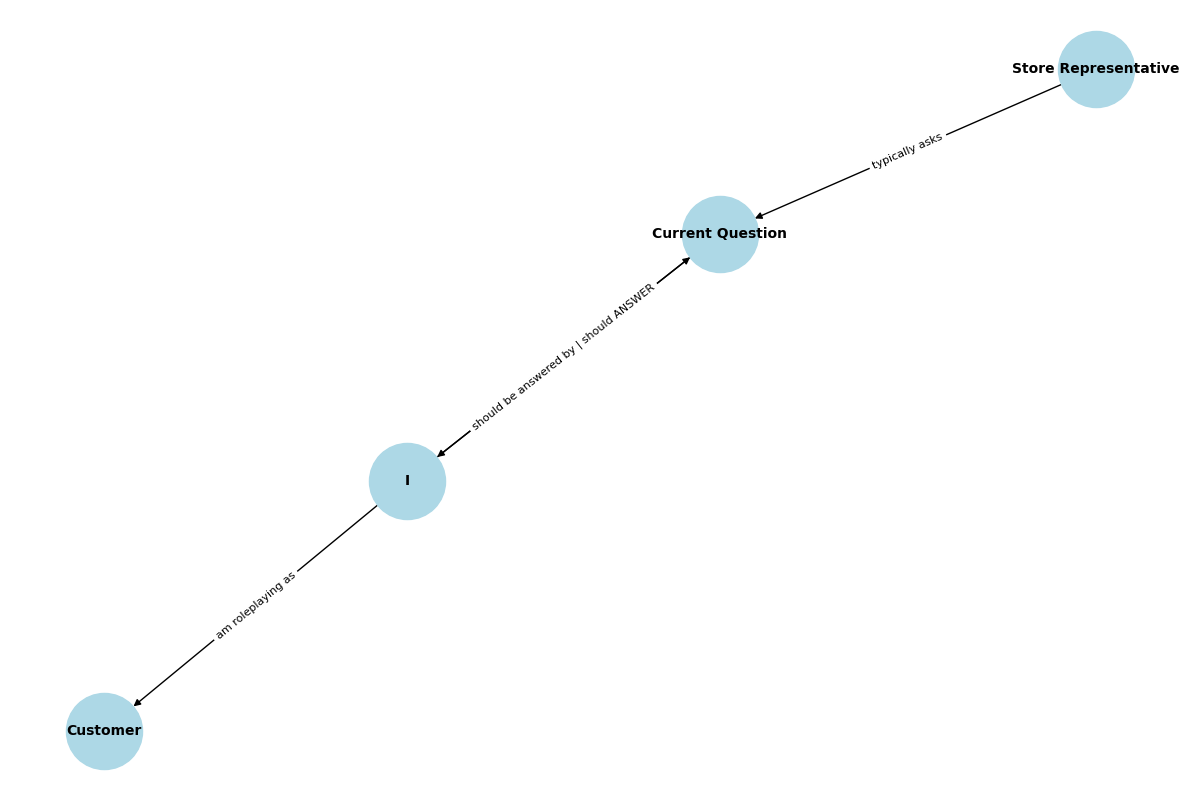 Store Representative
typically asks
Current Question
should be answered by | should ANSWER
I
am roleplaying as
Customer